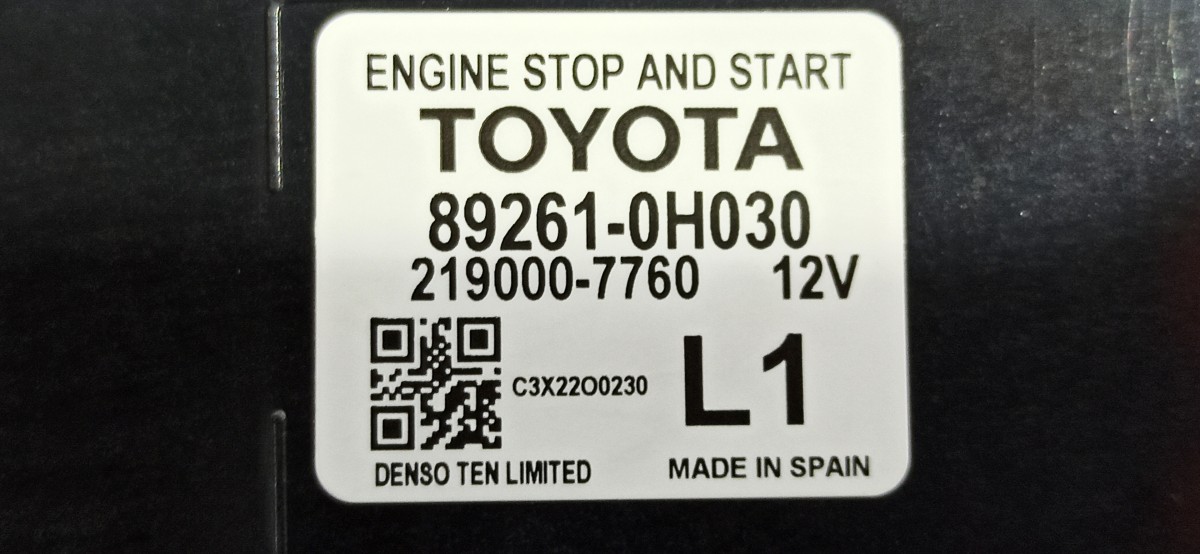 ENGINE STOP AND START
TOYOTA
89261-0H030
219000-7760 12V
C3X22O0230 L1
DENSO TEN LIMITED MADE IN SPAIN